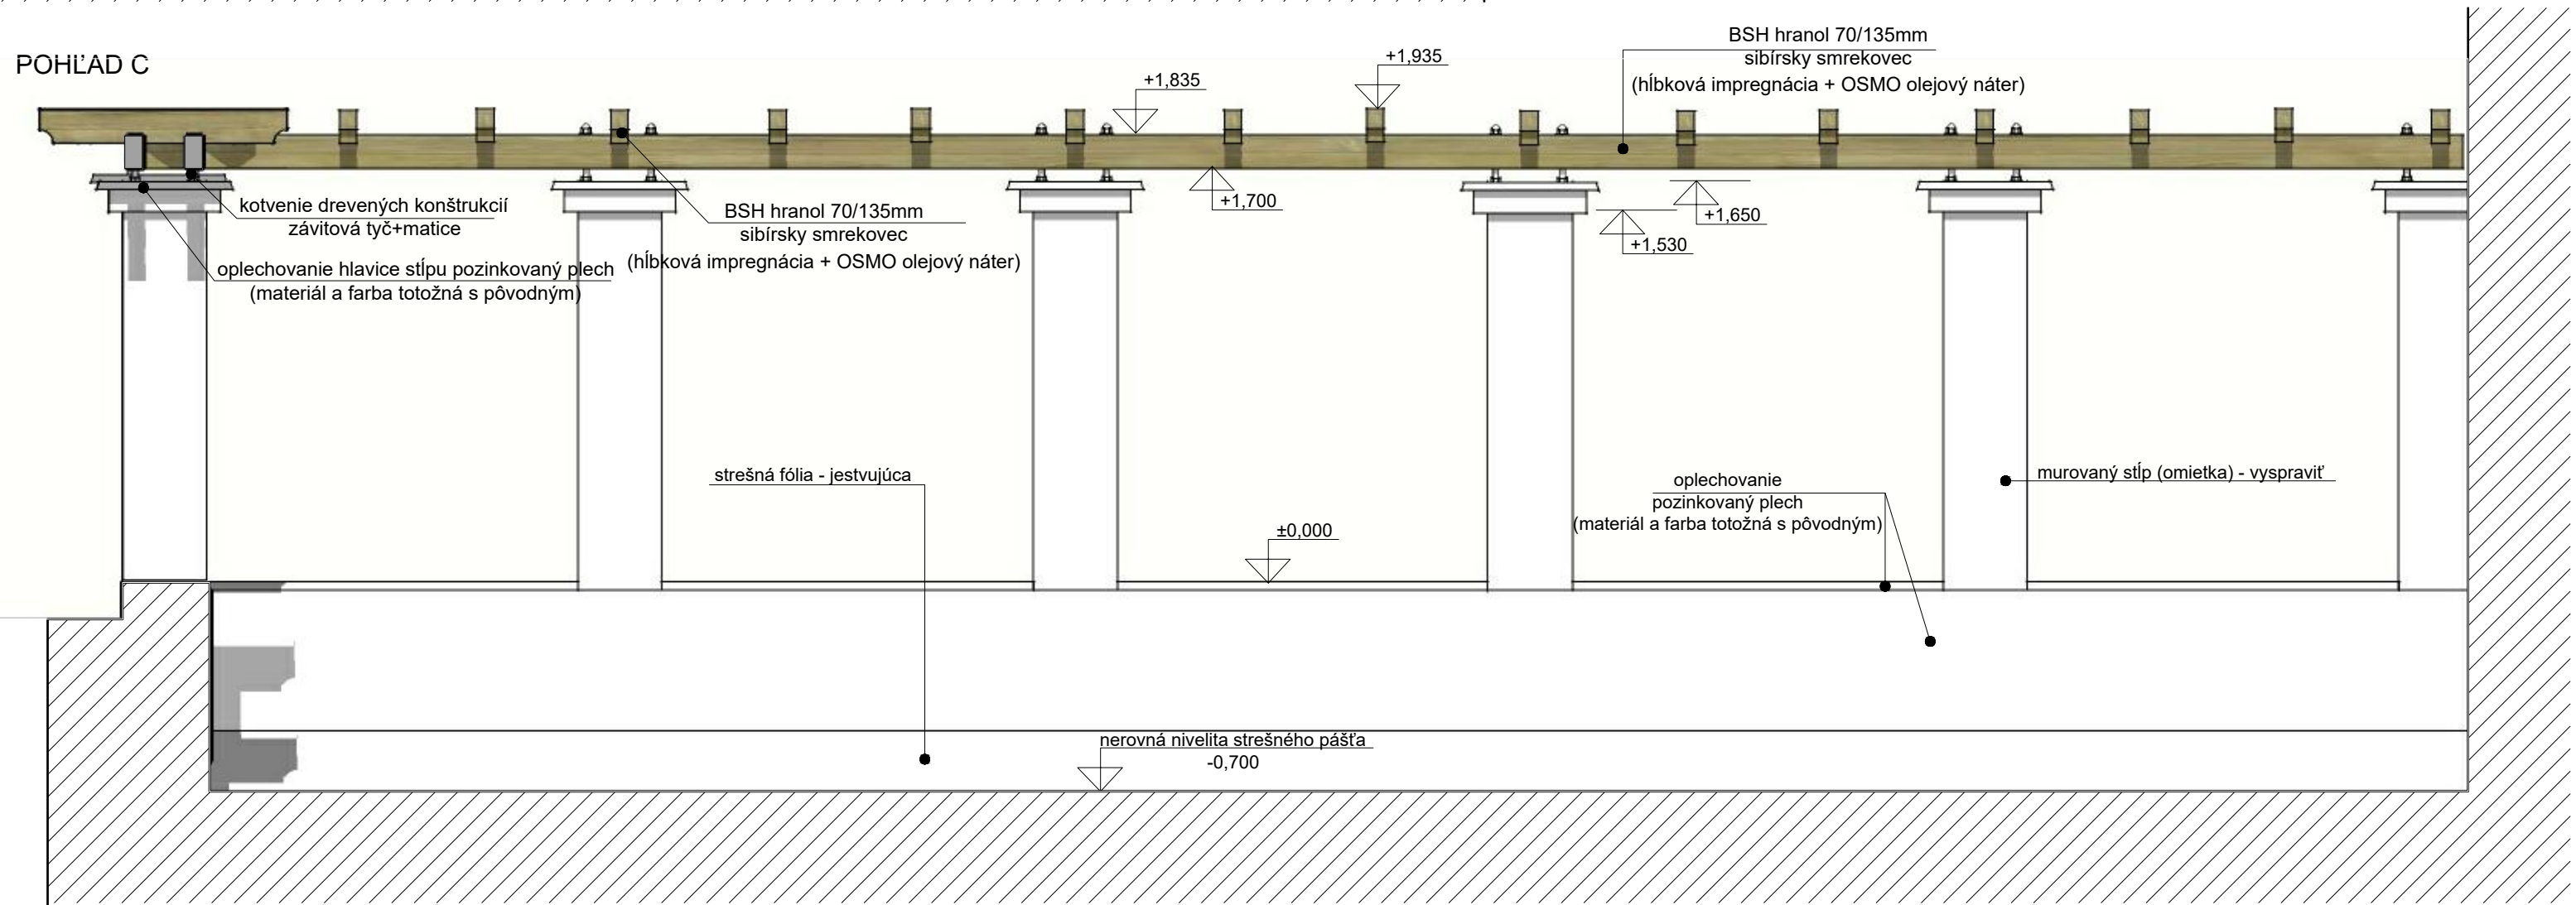 POHĽAD C
+1,835
+1,935
BSH hranol 70/135mm
sibírsky smrekovec
(hĺbková impregnácia + OSMO olejový náter)
kotvenie drevených konštrukcií
závitová tyč+matice
oplechovanie hlavice stĺpu pozinkovaný plech
(materiál a farba totožná s pôvodným)
BSH hranol 70/135mm
sibírsky smrekovec
(hĺbková impregnácia + OSMO olejový náter)
+1,700
+1,530
+1,650
strešná fólia - jestvujúca
±0,000
oplechovanie
pozinkovaný plech
(materiál a farba totožná s pôvodným)
murovaný stĺp (omietka) - vyspraviť
nerovná nivelita strešného pášťa
-0,700